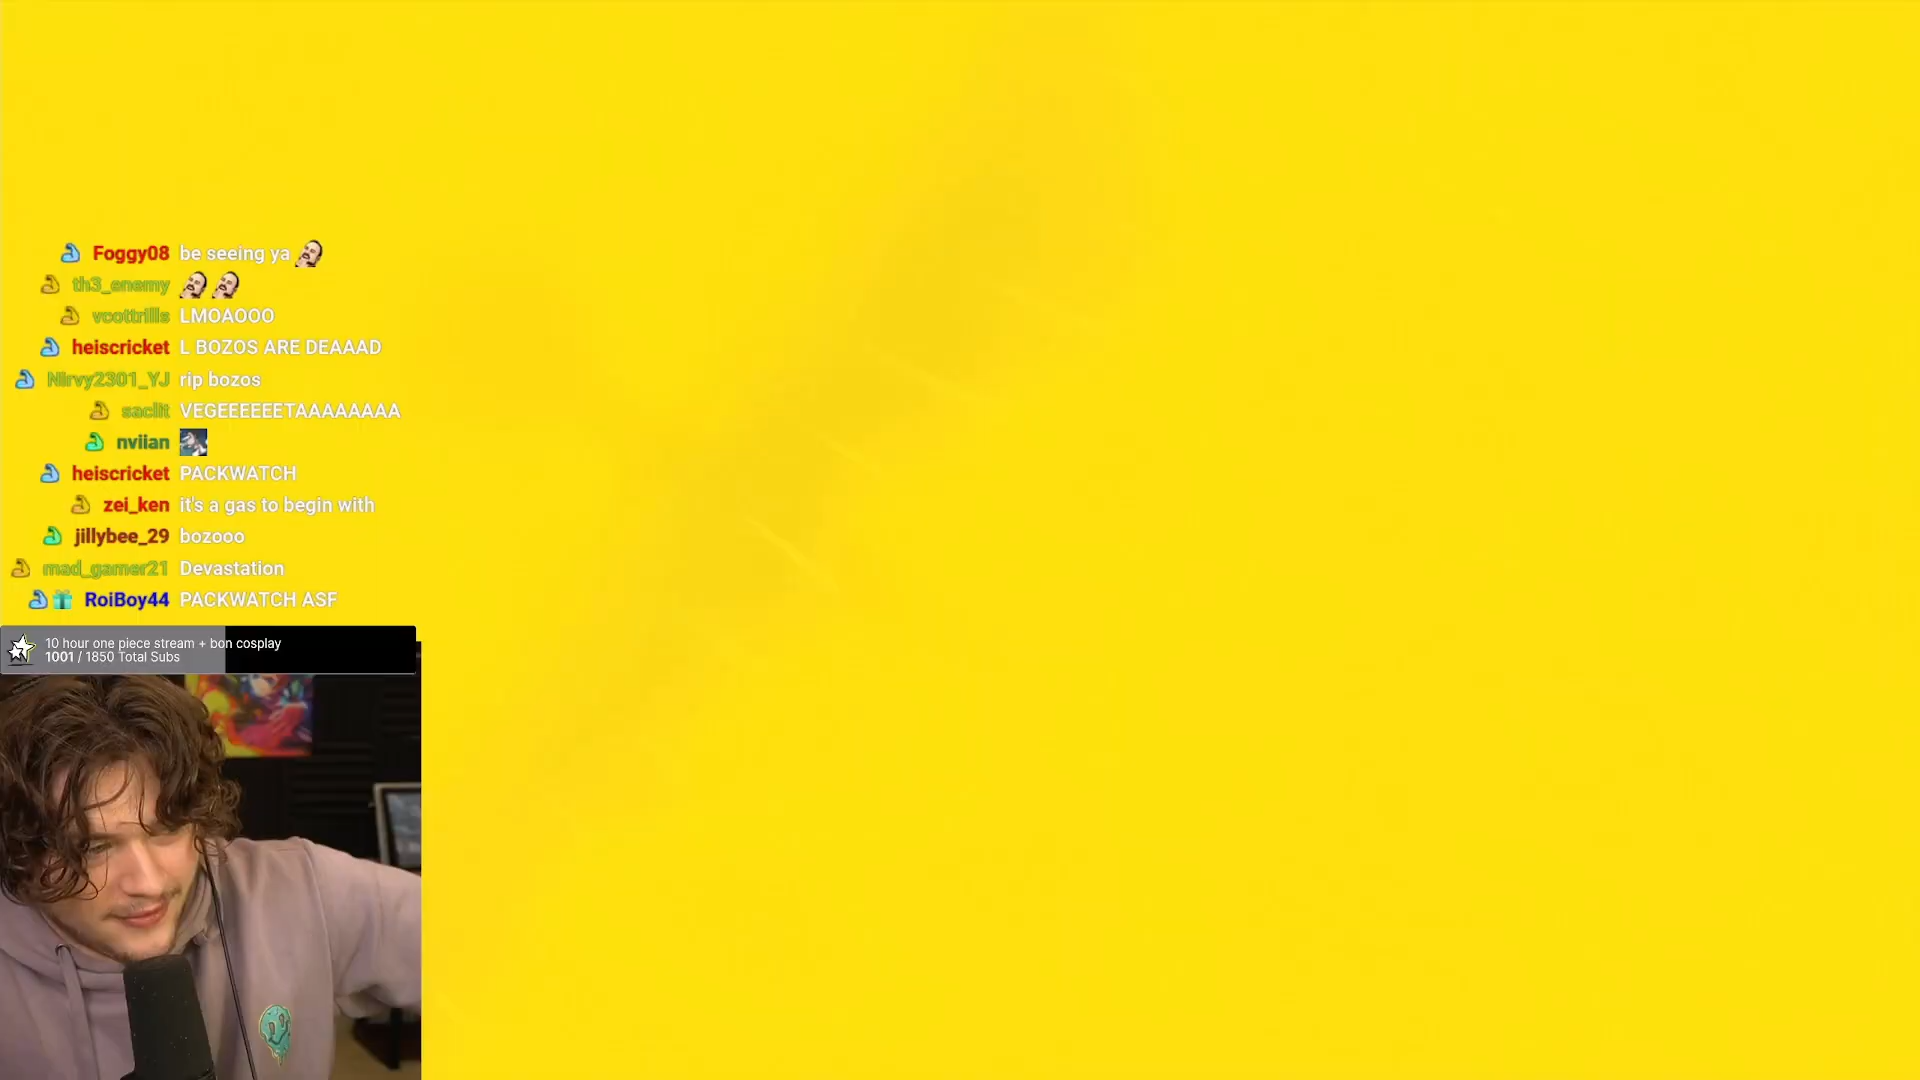 Foggy08 be seeing ya
th3_enemy
vcottrills LMOAOOO
heiscricket L BOZOS ARE DEAAAD
Nirvy2301_YJ rip bozos
saclit VEGEEEEEETAAAAAAAA
nviian
heiscricket PACKWATCH
zei_ken it's a gas to begin with
jillybee_29 bozooo
mad_gamer21 Devastation
RoiBoy44 PACKWATCH ASF
10 hour one piece stream + bon cosplay
1001 / 1850 Total Subs